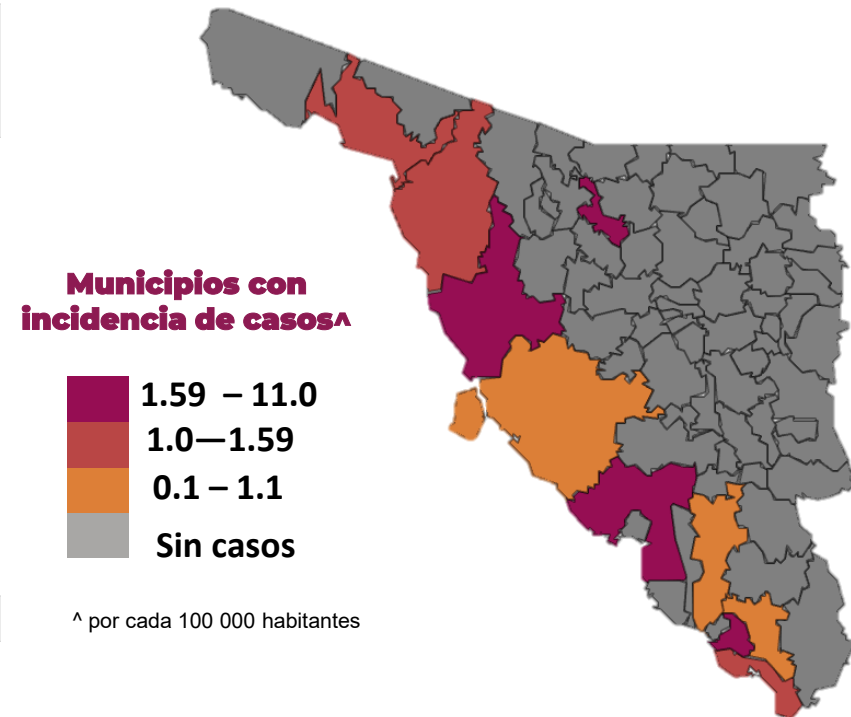 Municipios con
incidencia de casos^
1.59 – 11.0
1.0—1.59
0.1 – 1.1
Sin casos
^ por cada 100 000 habitantes